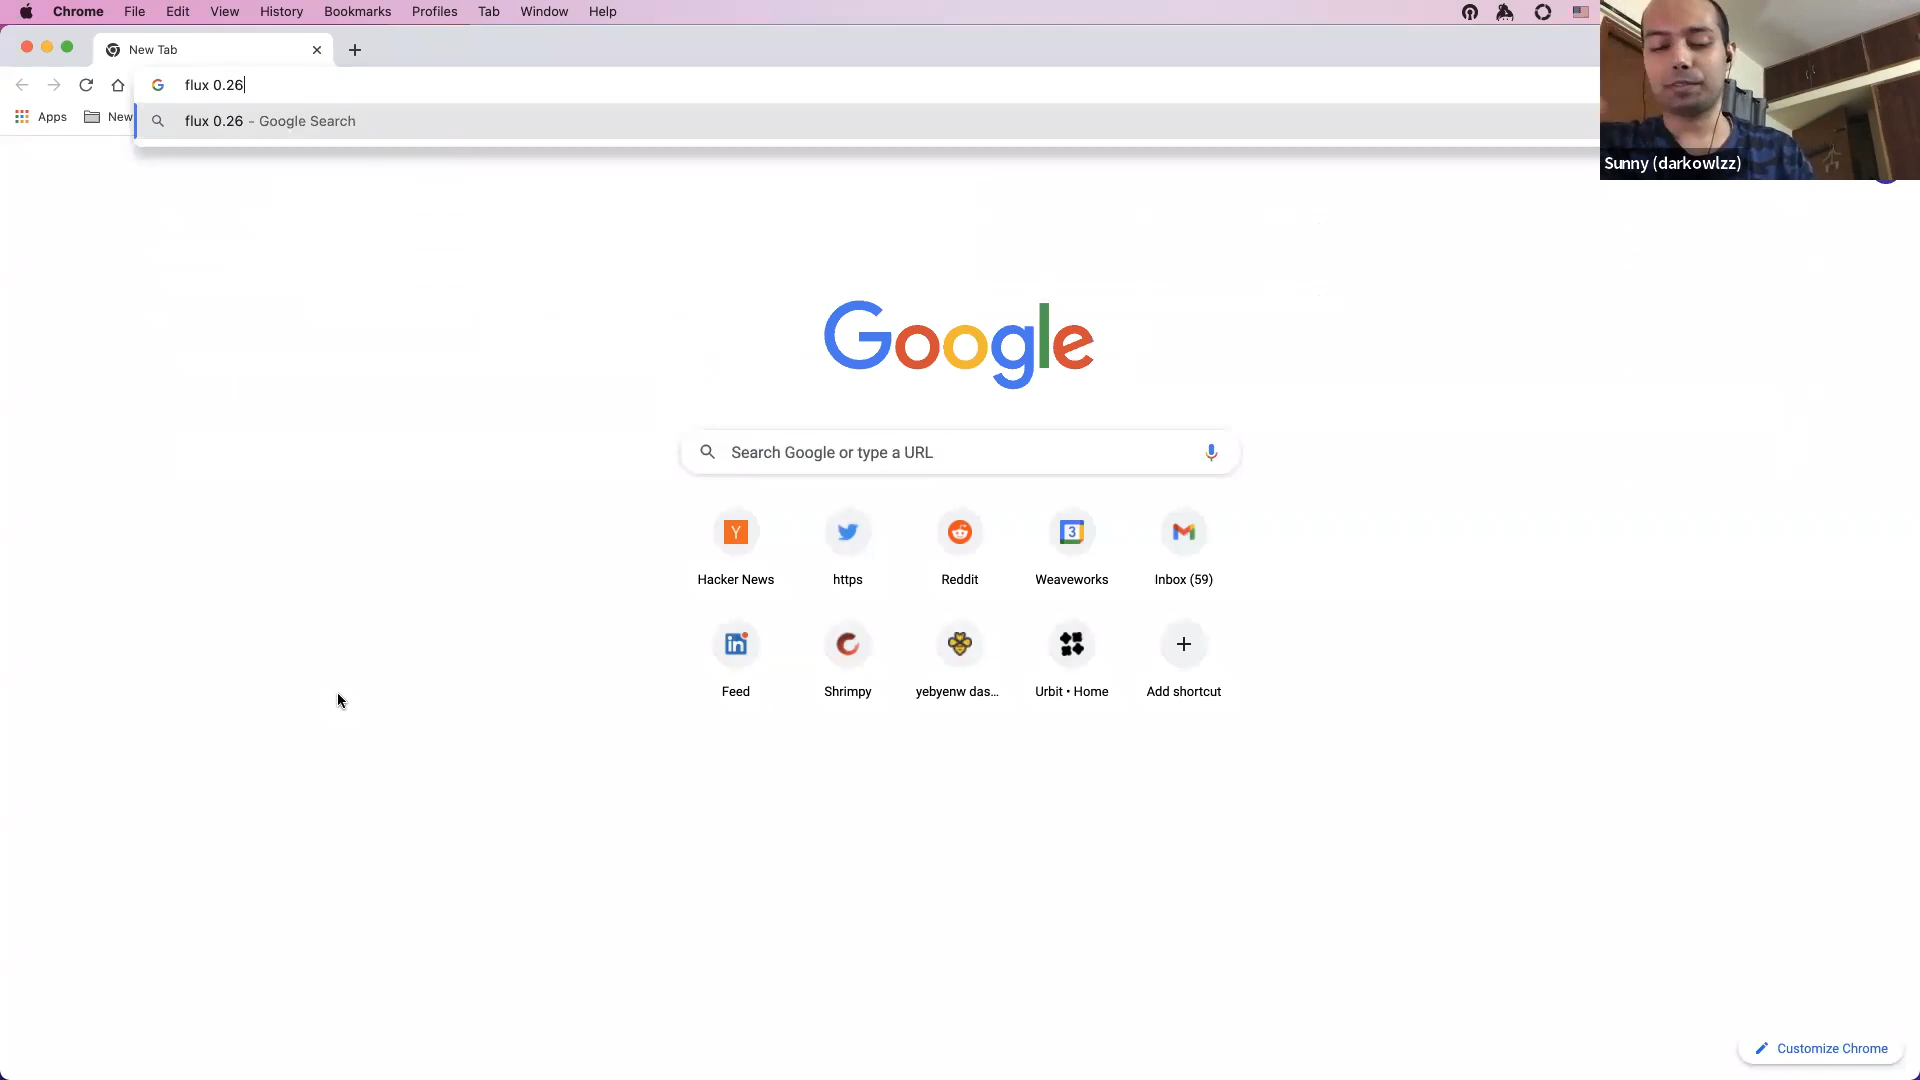 Chrome File Edit View History Bookmarks Profiles Tab Window Help
New Tab
flux 0.26
Apps New
flux 0.26 - Google Search
Sunny (darkowlzz)
Google
Search Google or type a URL
Y 3
Hacker News https Reddit Weaveworks Inbox (59)
in
Feed Shrimpy yebyenw das... Urbit • Home Add shortcut
Customize Chrome